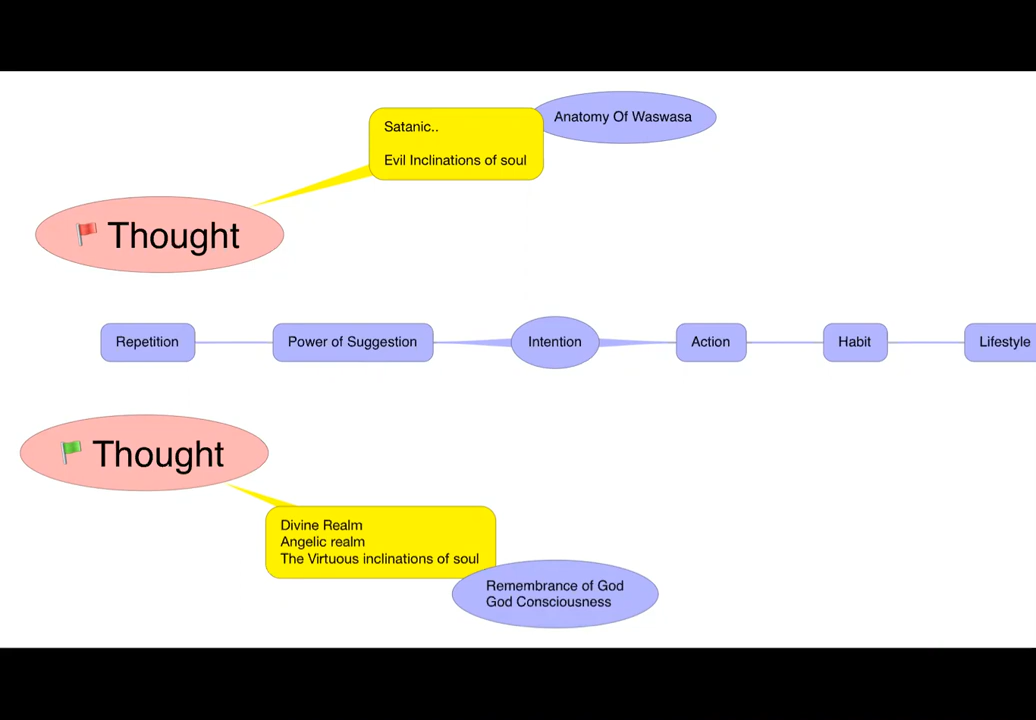 Anatomy Of Waswasa
Satanic..
Evil Inclinations of soul
Thought
Repetition
Power of Suggestion
Intention
Action
Habit
Lifestyle
Thought
Divine Realm
Angelic realm
The Virtuous inclinations of soul
Remembrance of God
God Consciousness